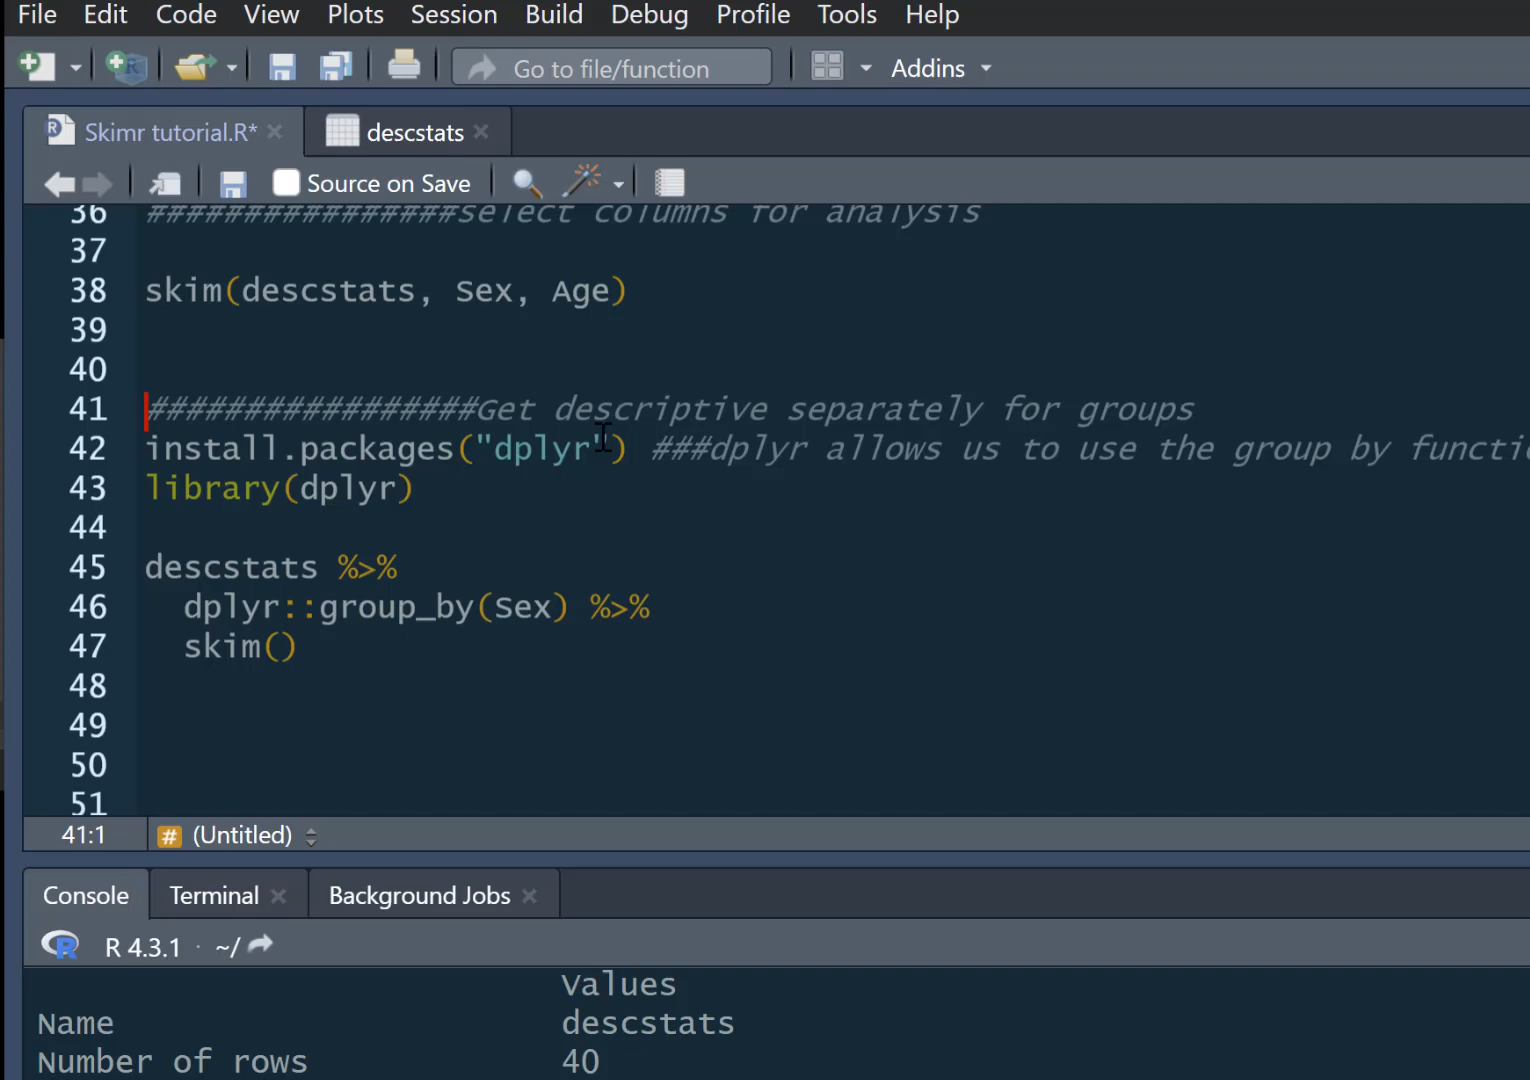 File Edit Code View Plots Session Build Debug Profile Tools Help
Go to file/function Addins
Skimr tutorial.R* descstats
Source on Save
36 ################select columns for analysis
37
38 skim(descstats, Sex, Age)
39
40
41 #################Get descriptive separately for groups
42 install.packages("dplyr") ###dplyr allows us to use the group by functi
43 library(dplyr)
44
45 descstats %>%
46 dplyr::group_by(Sex) %>%
47 skim()
48
49
50
51
41:1 # (Untitled)
Console Terminal Background Jobs
R R 4.3.1 · ~/
Values
Name descstats
Number of rows 40